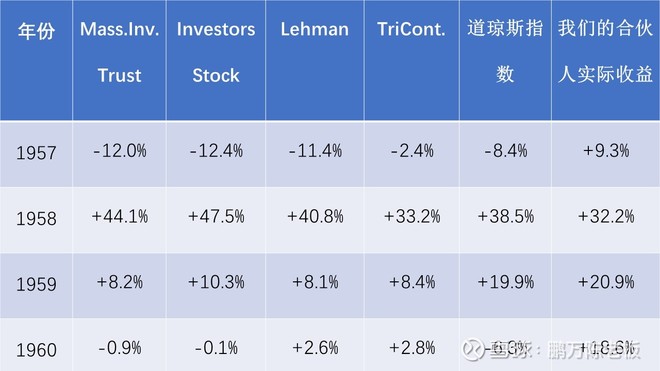 年份 Mass.Inv. Investors Lehman TriCont. 道琼斯指 我们的合伙
Trust Stock 数 人实际收益
1957 -12.0% -12.4% -11.4% -2.4% -8.4% +9.3%
1958 +44.1% +47.5% +40.8% +33.2% +38.5% +32.2%
1959 +8.2% +10.3% +8.1% +8.4% +19.9% +20.9%
1960 -0.9% -0.1% +2.6% +2.8% +18.6%
雪球:鹏万陈老板